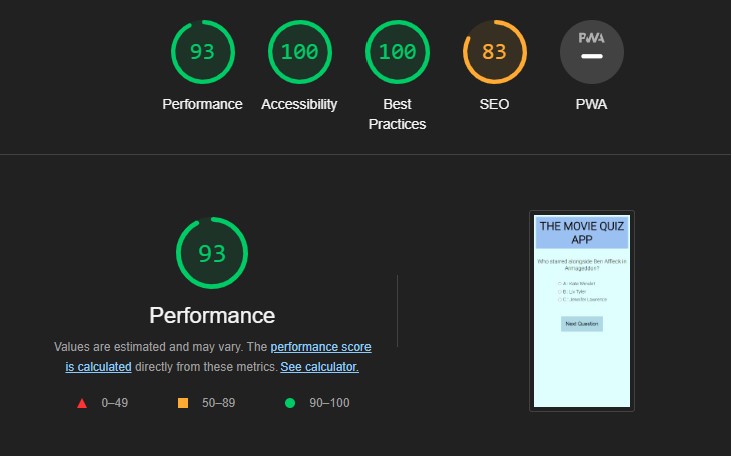 93
100
100
83
PWA
Performance
Accessibility
Best
Practices
SEO
PWA
93
Performance
Values are estimated and may vary. The performance score
is calculated directly from these metrics. See calculator.
0–49
50–89
90–100
THE MOVIE QUIZ
APP
Who starred alongside Ben Affleck in
Armageddon?
A : Kate Winslet
B : Liv Tyler
C : Jennifer Lawrence
Next Question